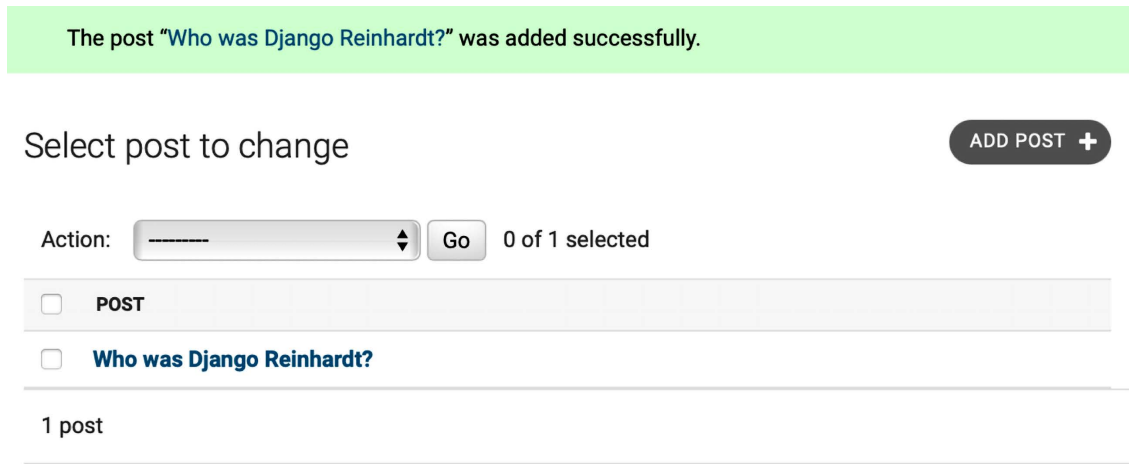 The post “Who was Django Reinhardt?” was added successfully.
Select post to change
ADD POST +
Action: --------- Go 0 of 1 selected
POST
Who was Django Reinhardt?
1 post